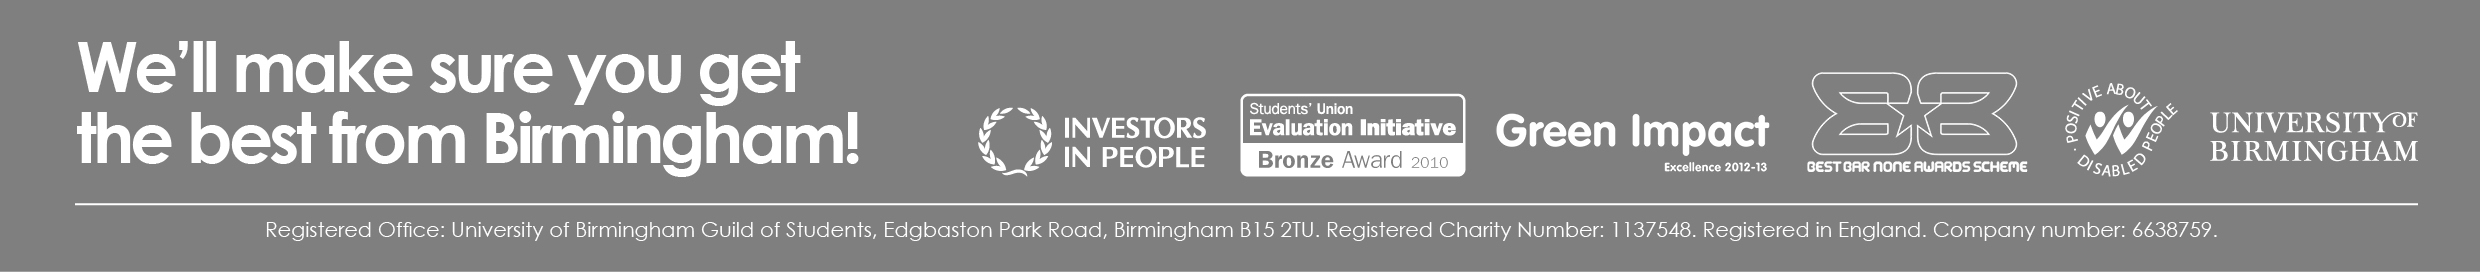 We'll make sure you get
the best from Birmingham!
INVESTORS
IN PEOPLE
Students' Union
Evaluation Initiative
Bronze Award 2010
Green Impact
Excellence 2012-13
BEST BAR NONE AWARDS SCHEME
POSITIVE ABOUT
DISABLED PEOPLE
UNIVERSITY OF
BIRMINGHAM
Registered Office: University of Birmingham Guild of Students, Edgbaston Park Road, Birmingham B15 2TU. Registered Charity Number: 1137548. Registered in England. Company number: 6638759.